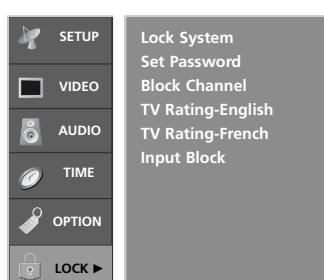 SETUP
VIDEO
AUDIO
TIME
OPTION
LOCK ►
Lock System
Set Password
Block Channel
TV Rating-English
TV Rating-French
Input Block